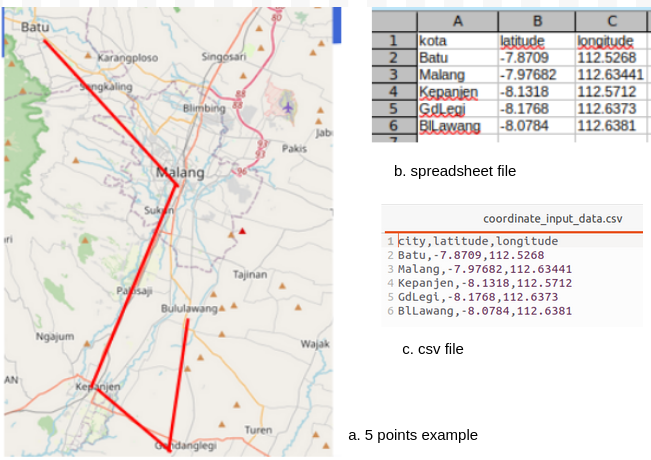 Batu
Karangploso
Singosari
Sengkaling
Blimbing
Pakis
Jab
Malang
Sukun
Tajinan
Pakisaji
Bululawang
Ngajum
Wajak
Kepanjen
AN
Turen
Gondanglegi
a. 5 points example
A B C
1 kota latitude longitude
2 Batu -7.8709 112.5268
3 Malang -7.97682 112.63441
4 Kepanjen -8.1318 112.5712
5 GdLegi -8.1768 112.6373
6 BlLawang -8.0784 112.6381
7
b. spreadsheet file
coordinate_input_data.csv
1 city,latitude,longitude
2 Batu,-7.8709,112.5268
3 Malang,-7.97682,112.63441
4 Kepanjen,-8.1318,112.5712
5 GdLegi,-8.1768,112.6373
6 BlLawang,-8.0784,112.6381
c. csv file